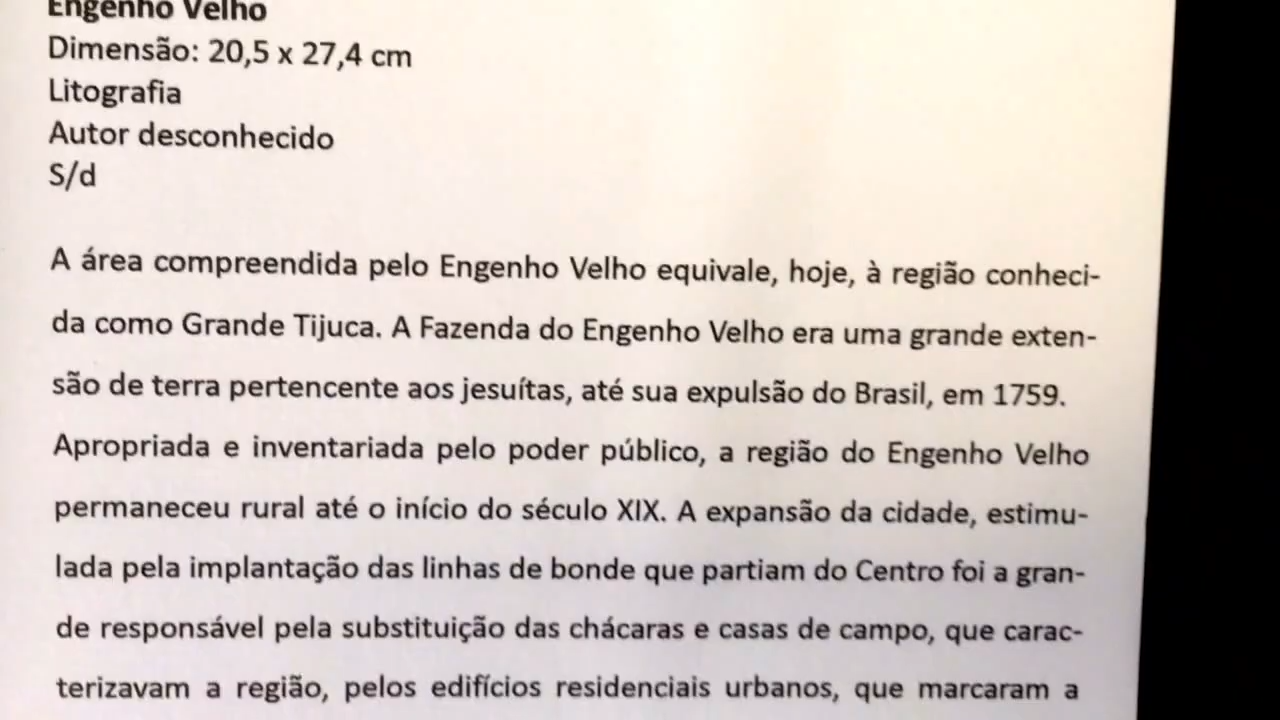 Engenho Velho
Dimensão: 20,5 x 27,4 cm
Litografia
Autor desconhecido
S/d
A área compreendida pelo Engenho Velho equivale, hoje, à região conheci-
da como Grande Tijuca. A Fazenda do Engenho Velho era uma grande exten-
são de terra pertencente aos jesuítas, até sua expulsão do Brasil, em 1759.
Apropriada e inventariada pelo poder público, a região do Engenho Velho
permaneceu rural até o início do século XIX. A expansão da cidade, estimu-
lada pela implantação das linhas de bonde que partiam do Centro foi a gran-
de responsável pela substituição das chácaras e casas de campo, que carac-
terizavam a região, pelos edifícios residenciais urbanos, que marcaram a